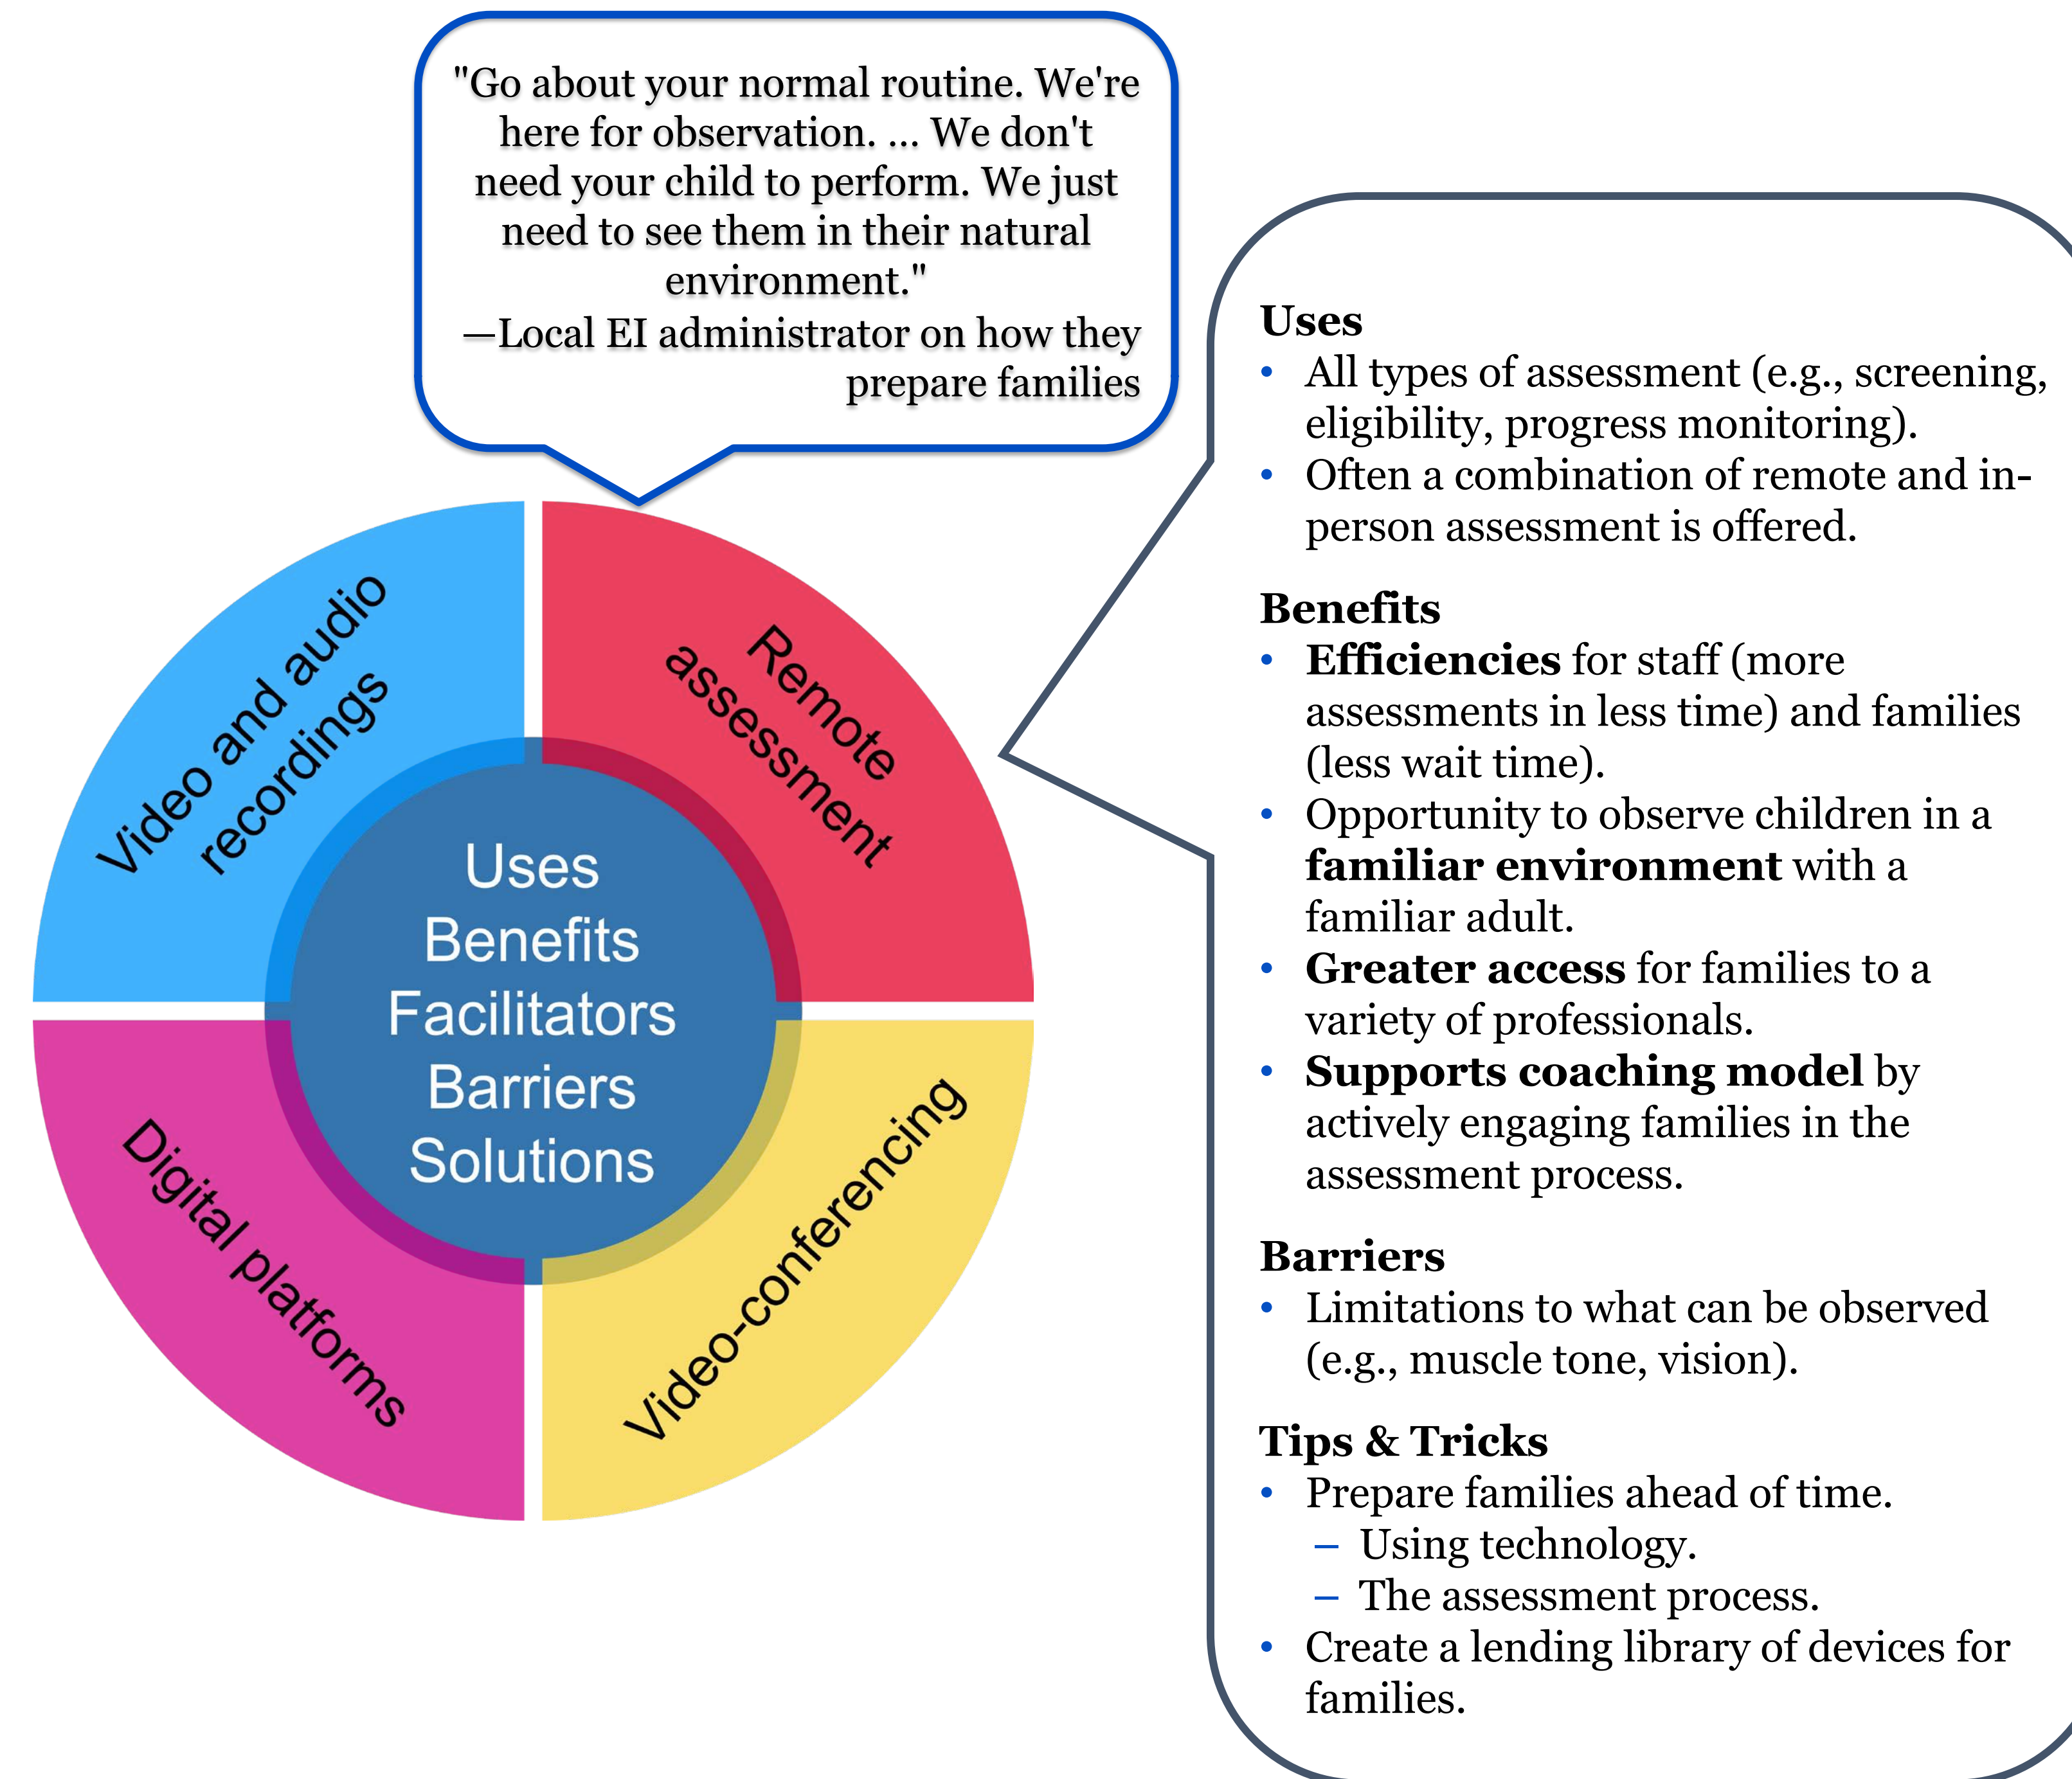 "Go about your normal routine. We're
here for observation. ... We don't
need your child to perform. We just
need to see them in their natural
environment."
—Local EI administrator on how they
prepare families
Video and audio
recordings
Remote
assessment
Digital platforms
Video-conferencing
Uses
Benefits
Facilitators
Barriers
Solutions
Uses
• All types of assessment (e.g., screening,
eligibility, progress monitoring).
• Often a combination of remote and in-
person assessment is offered.
Benefits
• Efficiencies for staff (more
assessments in less time) and families
(less wait time).
• Opportunity to observe children in a
familiar environment with a
familiar adult.
• Greater access for families to a
variety of professionals.
• Supports coaching model by
actively engaging families in the
assessment process.
Barriers
• Limitations to what can be observed
(e.g., muscle tone, vision).
Tips & Tricks
• Prepare families ahead of time.
– Using technology.
– The assessment process.
• Create a lending library of devices for
families.